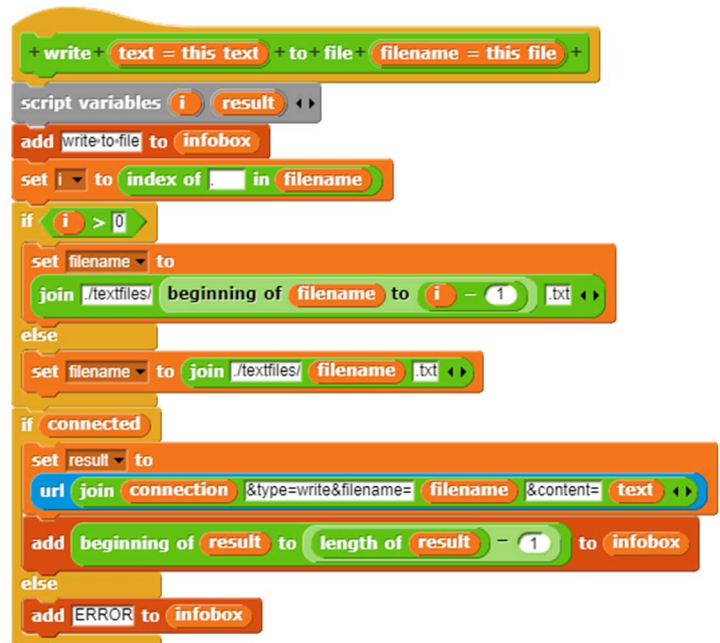 + write + text = this text + to + file + filename = this file +
script variables i result
add write-to-file to infobox
set i to index of . in filename
if i > 0
set filename to
join ./textfiles/ beginning of filename to i - 1 .txt
else
set filename to join ./textfiles/ filename .txt
if connected
set result to
url join connection &type=write&filename= filename &content= text
add beginning of result to length of result - 1 to infobox
else
add ERROR to infobox